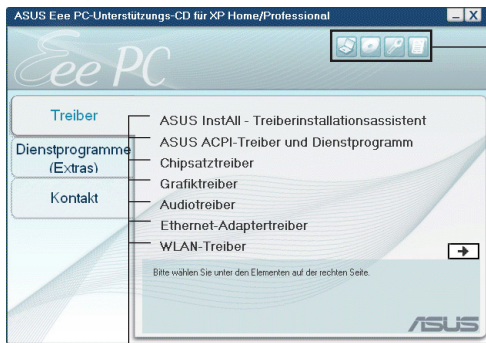 ASUS Eee PC-Unterstützungs-CD für XP Home/Professional
Eee PC
Treiber
Dienstprogramme
(Extras)
Kontakt
ASUS InstAll - Treiberinstallationsassistent
ASUS ACPI-Treiber und Dienstprogramm
Chipsatztreiber
Grafiktreiber
Audiotreiber
Ethernet-Adaptertreiber
WLAN-Treiber
Bitte wählen Sie unter den Elementen auf der rechten Seite.
ASUS